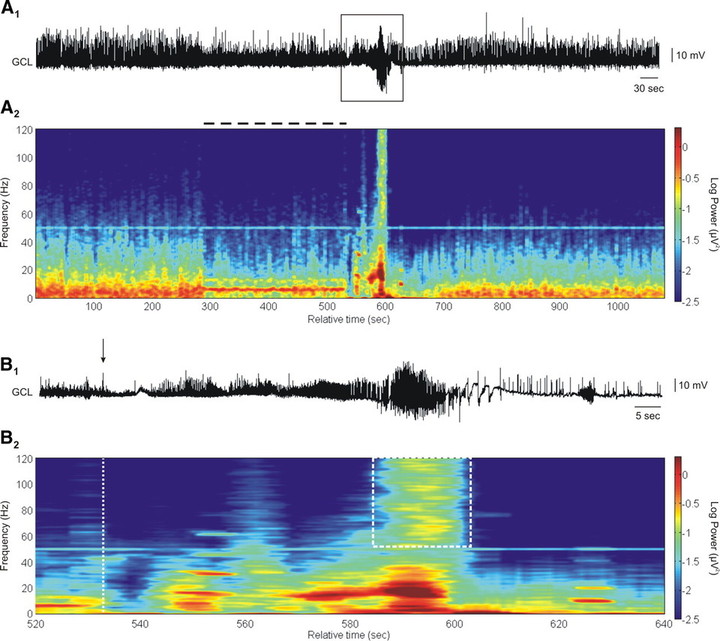 A1
GCL
10 mV
30 sec
A2
120
100
80
60
40
20
0
Frequency (Hz)
100 200 300 400 500 600 700 800 900 1000
Relative time (sec)
0
-0.5
-1
-1.5
-2
-2.5
Log Power (µV²)
B1
GCL
10 mV
5 sec
B2
120
100
80
60
40
20
0
Frequency (Hz)
520 540 560 580 600 620 640
Relative time (sec)
0
-0.5
-1
-1.5
-2
-2.5
Log Power (µV²)